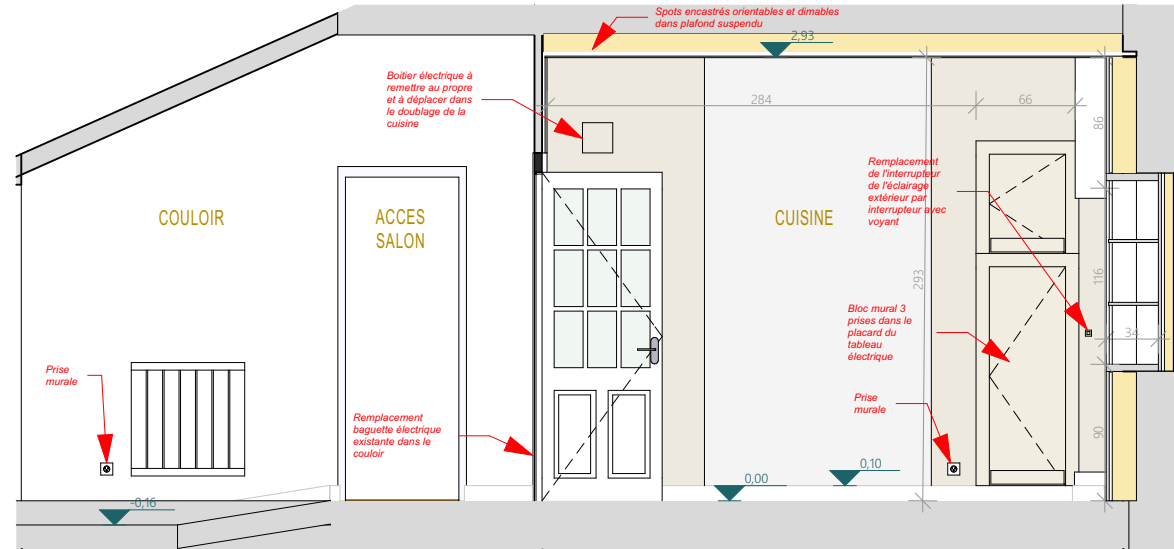 Spots encastrés orientables et dimables
dans plafond suspendu
2,93
Boitier électrique à
remettre au propre
et à déplacer dans
le doublage de la
cuisine
284
66
86
Remplacement
de l'interrupteur
de l'éclairage
extérieur par
interrupteur avec
voyant
COULOIR
ACCES
SALON
CUISINE
293
116
34
Bloc mural 3
prises dans le
placard du
tableau
électrique
Prise
murale
Prise
murale
Remplacement
baguette électrique
existante dans le
couloir
90
0,10
0,00
-0,16